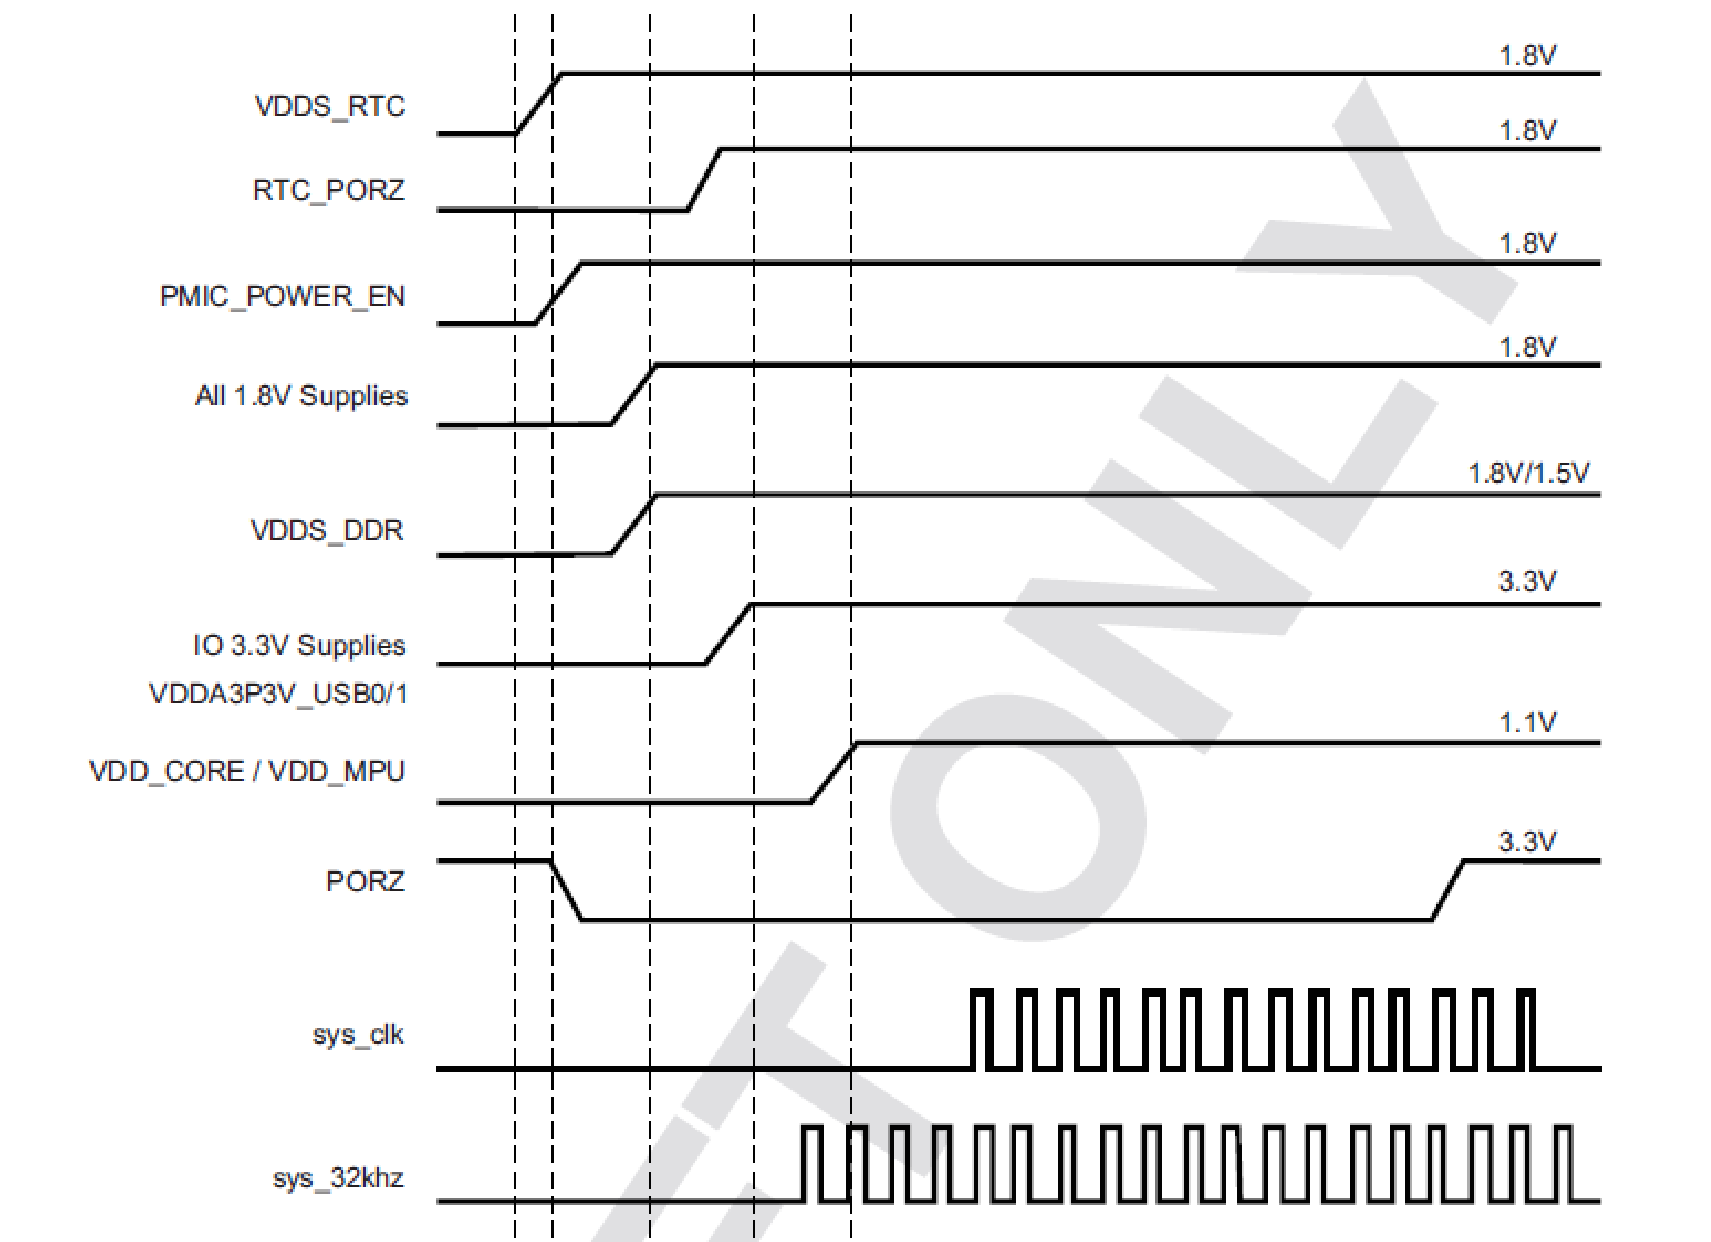 1.8V
VDDS_RTC
1.8V
RTC_PORZ
1.8V
PMIC_POWER_EN
1.8V
All 1.8V Supplies
1.8V/1.5V
VDDS_DDR
3.3V
IO 3.3V Supplies
VDDA3P3V_USB0/1
1.1V
VDD_CORE / VDD_MPU
3.3V
PORZ
sys_clk
sys_32khz
T ONLY